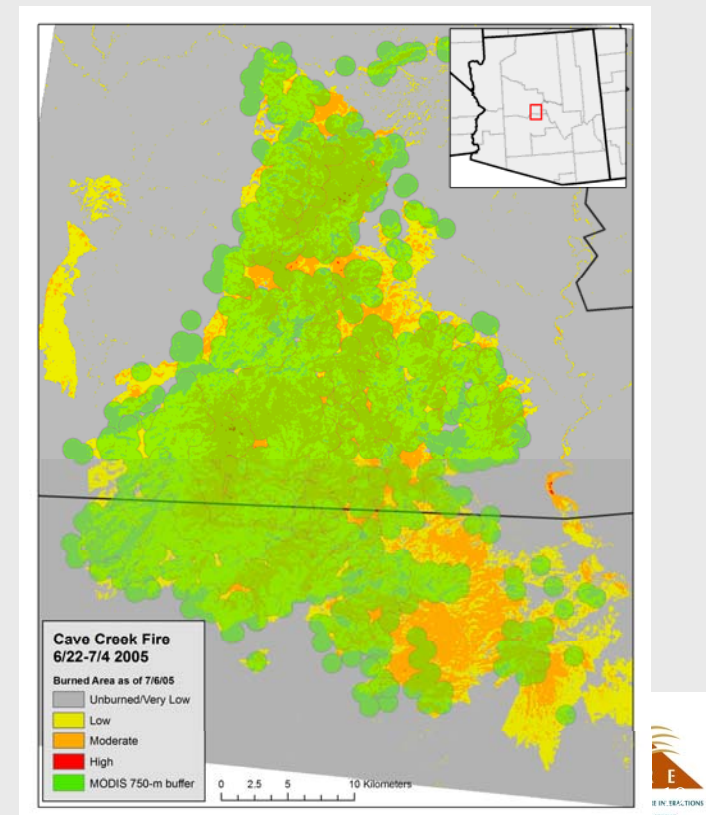 Cave Creek Fire
6/22-7/4 2005
Burned Area as of 7/6/05
Unburned/Very Low
Low
Moderate
High
MODIS 750-m buffer
0 2.5 5 10 Kilometers
E